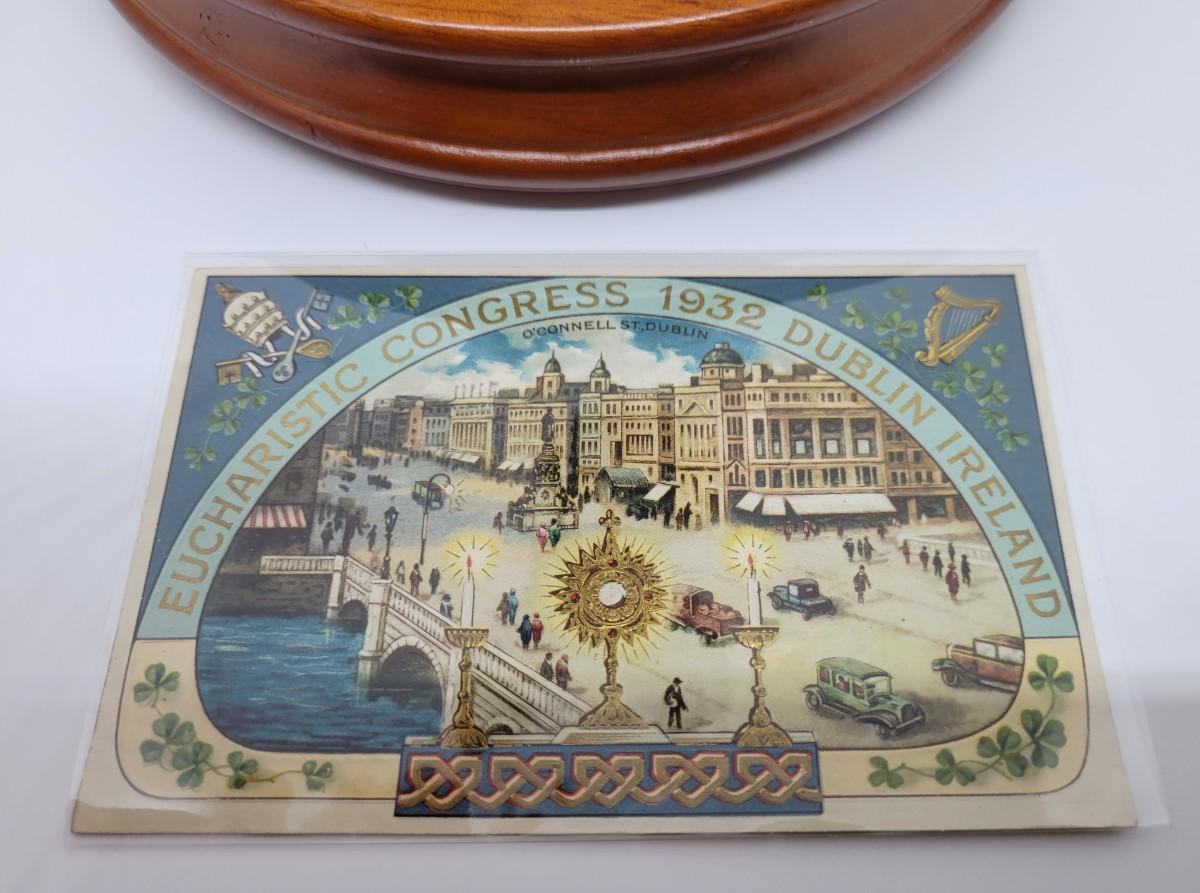 EUCHARISTIC CONGRESS 1932 DUBLIN IRELAND
O'CONNELL ST., DUBLIN